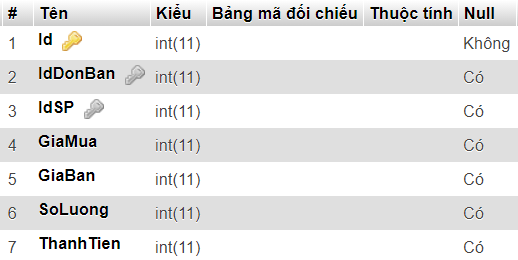 # Tên Kiểu Bảng mã đối chiếu Thuộc tính Null
1 Id int(11) Không
2 IdDonBan int(11) Có
3 IdSP int(11) Có
4 GiaMua int(11) Có
5 GiaBan int(11) Có
6 SoLuong int(11) Có
7 ThanhTien int(11) Có